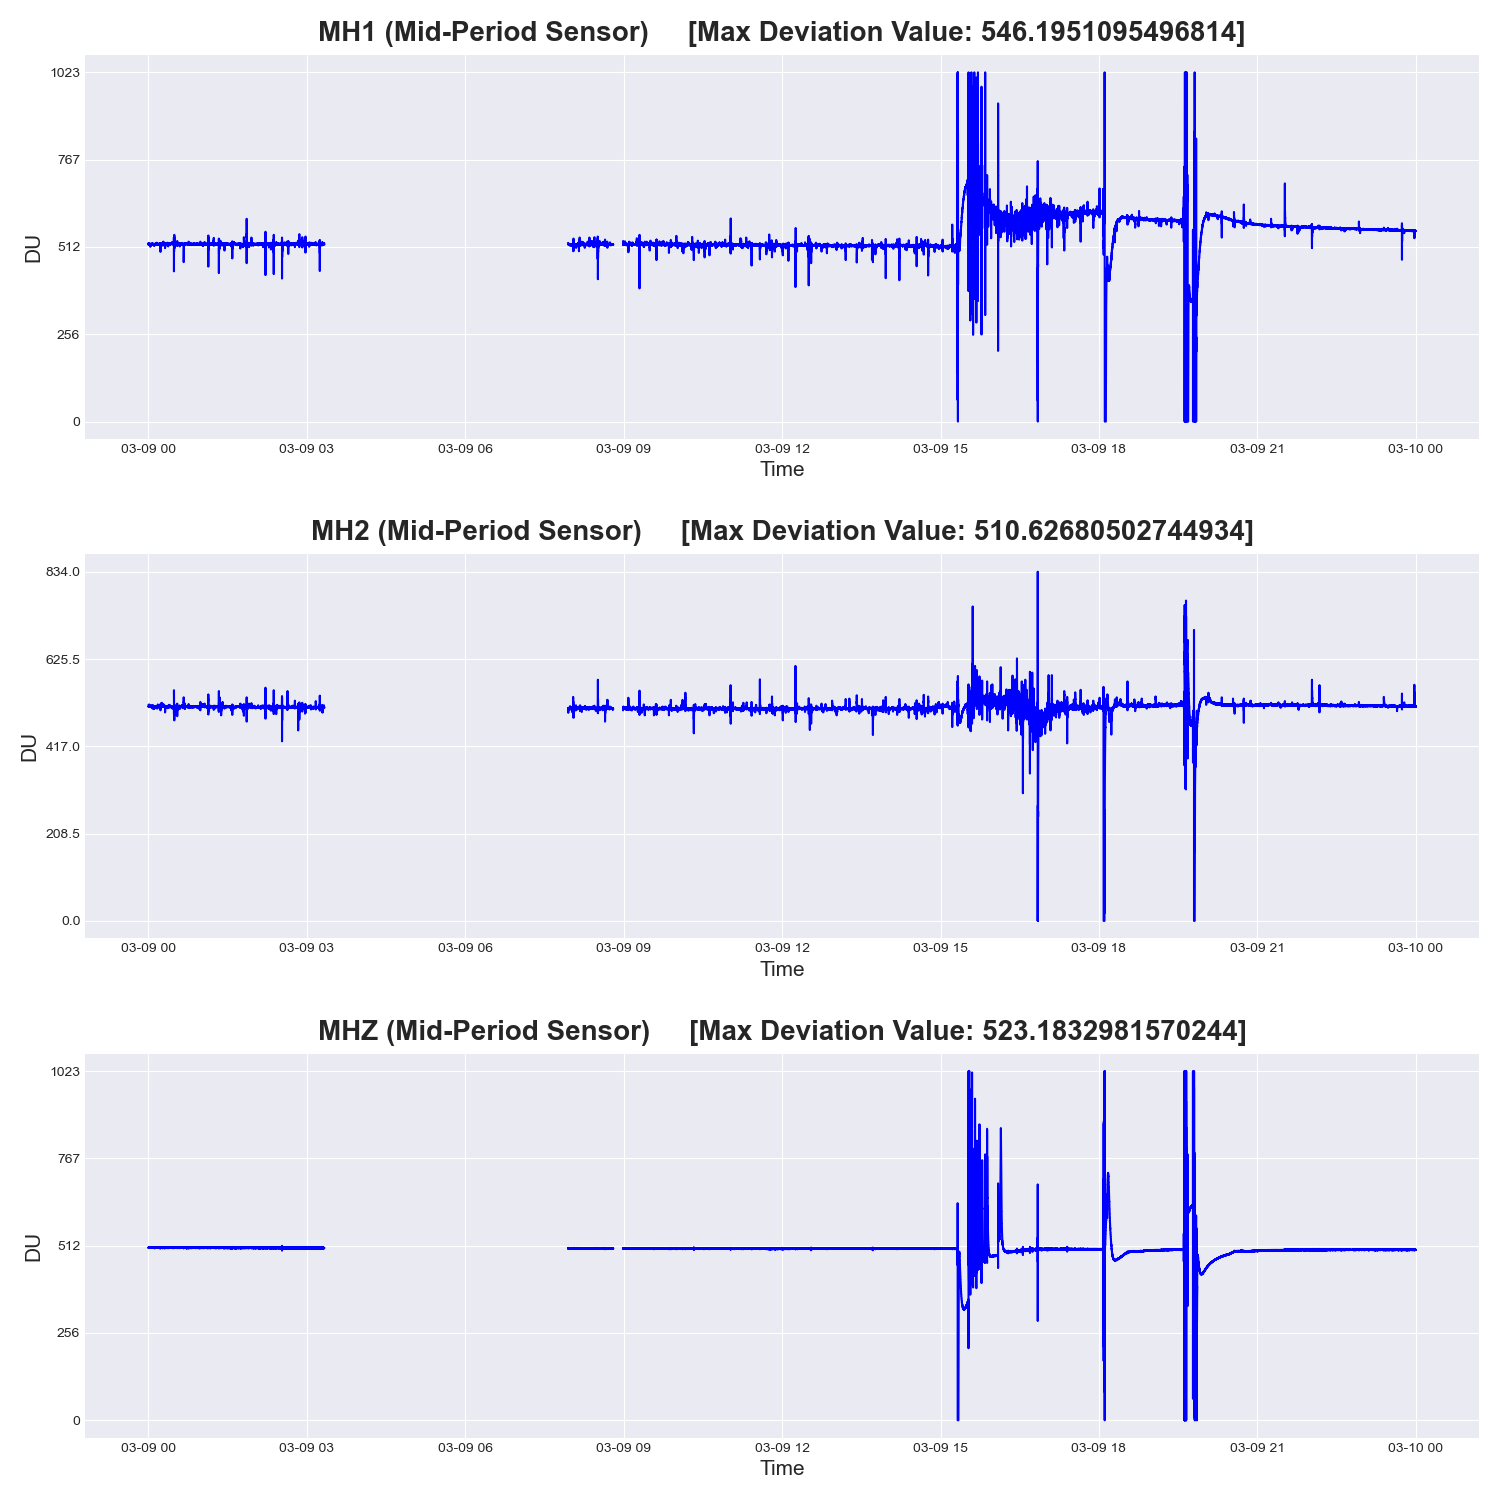 MH1 (Mid-Period Sensor) [Max Deviation Value: 546.1951095496814]
1023
767
512
256
0
DU
03-09 00 03-09 03 03-09 06 03-09 09 03-09 12 03-09 15 03-09 18 03-09 21 03-10 00
Time
MH2 (Mid-Period Sensor) [Max Deviation Value: 510.62680502744934]
834.0
625.5
417.0
208.5
0.0
DU
03-09 00 03-09 03 03-09 06 03-09 09 03-09 12 03-09 15 03-09 18 03-09 21 03-10 00
Time
MHZ (Mid-Period Sensor) [Max Deviation Value: 523.1832981570244]
1023
767
512
256
0
DU
03-09 00 03-09 03 03-09 06 03-09 09 03-09 12 03-09 15 03-09 18 03-09 21 03-10 00
Time